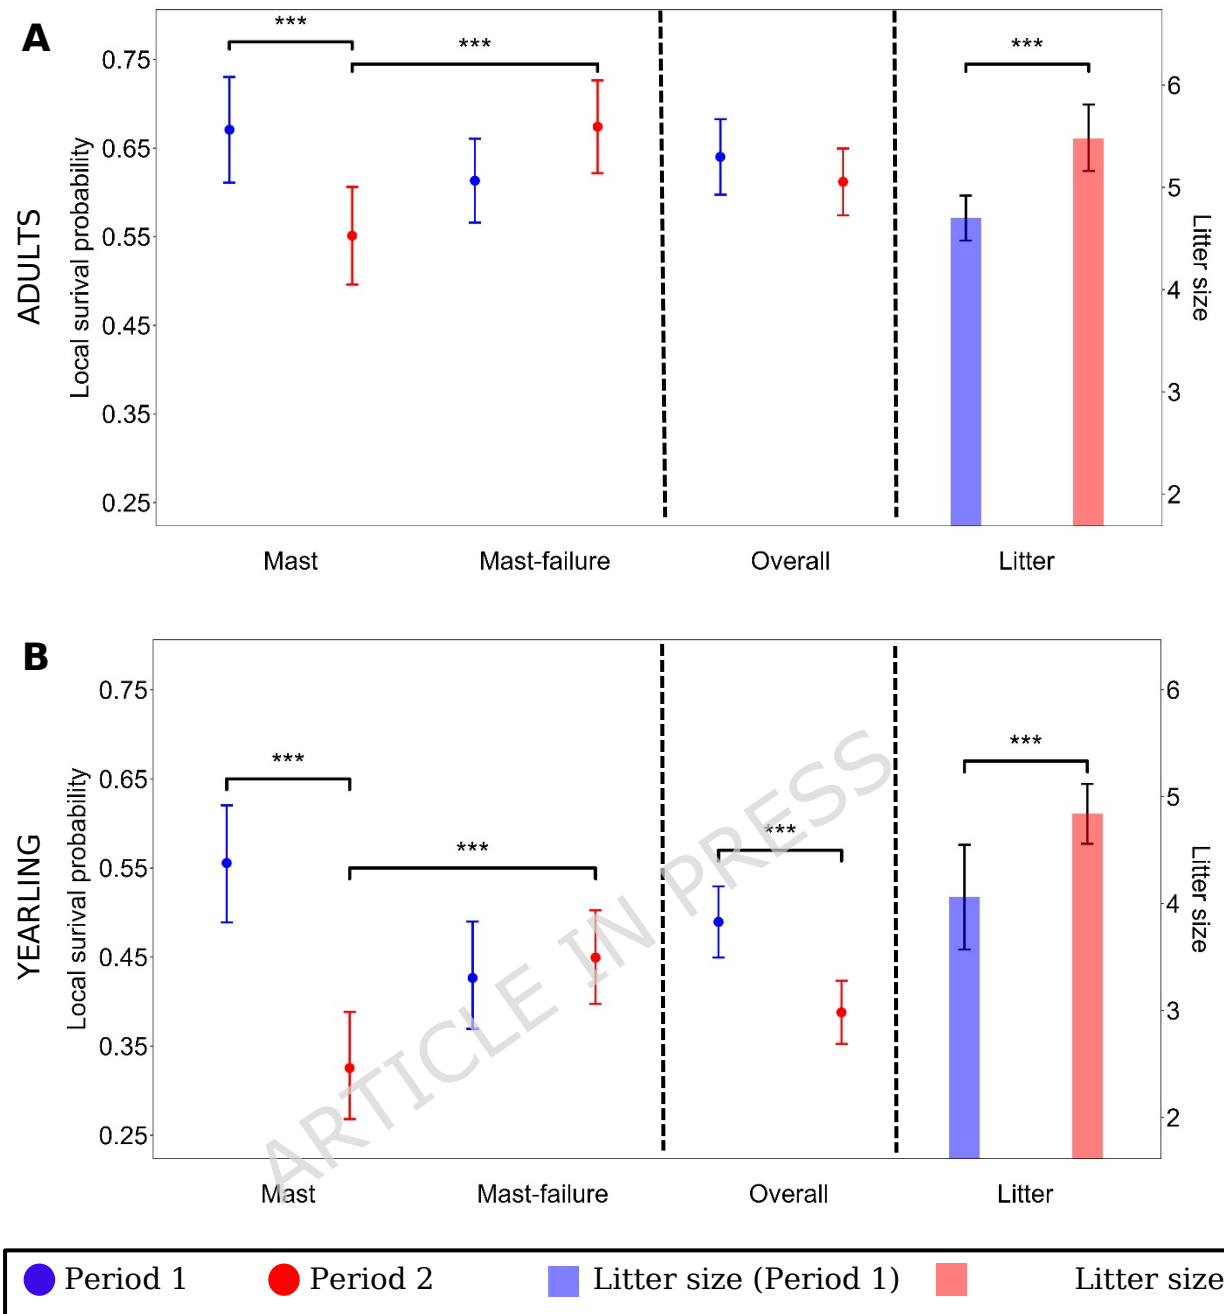 A
ADULTS
Local surival probability
0.75
0.65
0.55
0.45
0.35
0.25
***
***
***
6
5
4
3
2
Litter size
Mast Mast-failure Overall Litter
B
YEARLING
Local surival probability
0.75
0.65
0.55
0.45
0.35
0.25
***
***
***
***
6
5
4
3
2
Litter size
Mast Mast-failure Overall Litter
ARTICLE IN PRESS
Period 1 Period 2 Litter size (Period 1) Litter size